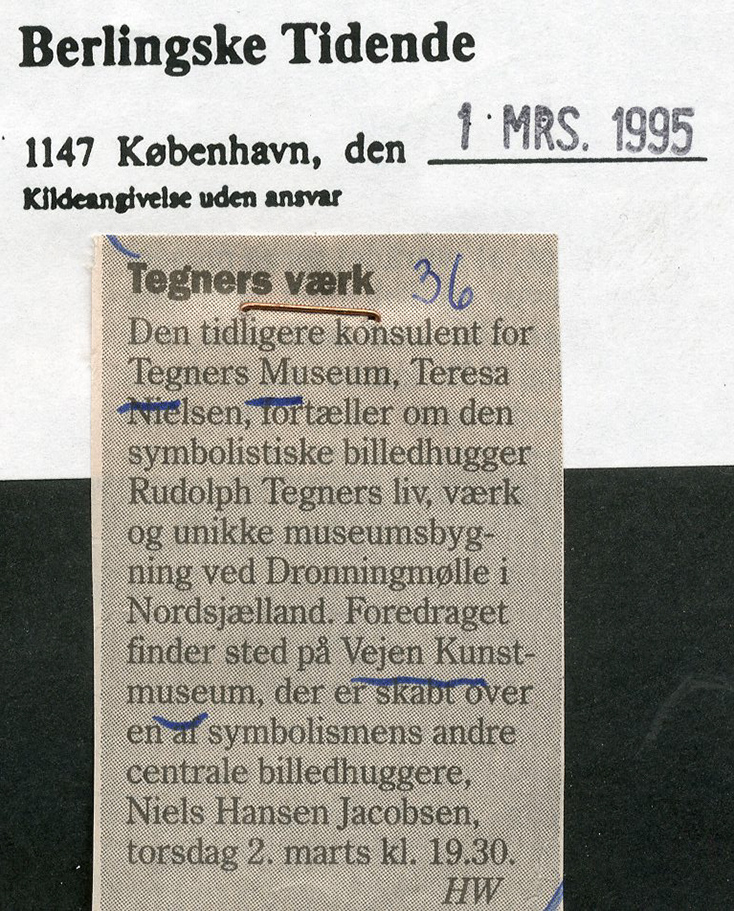 Berlingske Tidende
1147 København, den 1 MRS. 1995
Kildeangivelse uden ansvar
Tegners værk 36
Den tidligere konsulent for
Tegners Museum, Teresa
Nielsen, fortæller om den
symbolistiske billedhugger
Rudolph Tegners liv, værk
og unikke museumsbyg-
ning ved Dronningmølle i
Nordsjælland. Foredraget
finder sted på Vejen Kunst-
museum, der er skabt over
en af symbolismens andre
centrale billedhuggere,
Niels Hansen Jacobsen,
torsdag 2. marts kl. 19.30.
HW